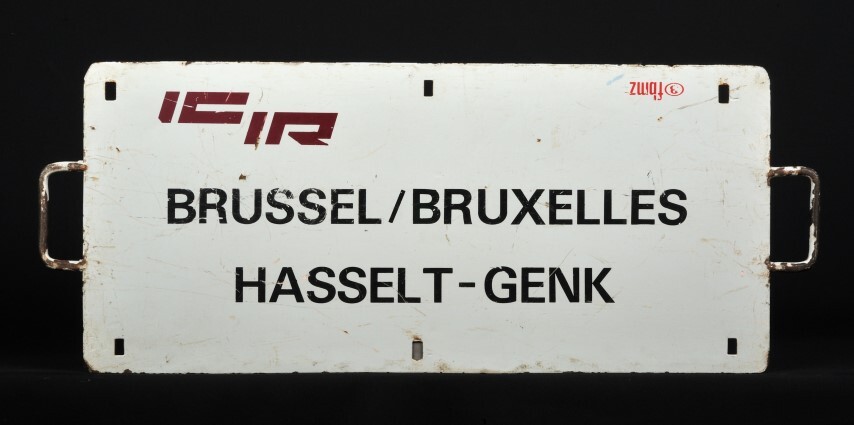 IC
IR
BRUSSEL/BRUXELLES
HASSELT-GENK